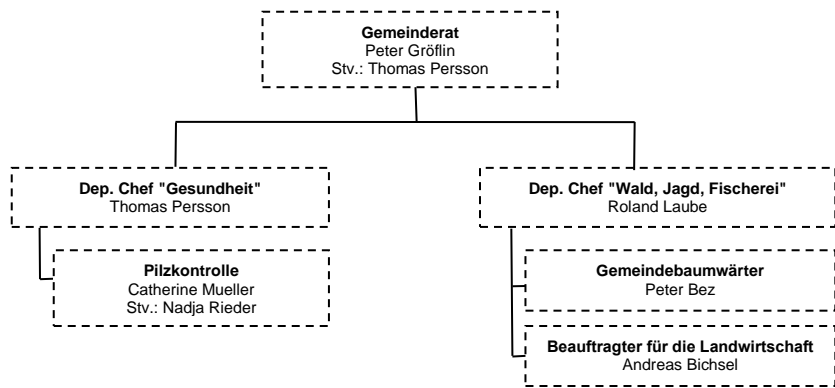 Gemeinderat
Peter Gröflin
Stv.: Thomas Persson
Dep. Chef "Gesundheit"
Thomas Persson
Pilzkontrolle
Catherine Mueller
Stv.: Nadja Rieder
Dep. Chef "Wald, Jagd, Fischerei"
Roland Laube
Gemeindebaumwärter
Peter Bez
Beauftragter für die Landwirtschaft
Andreas Bichsel